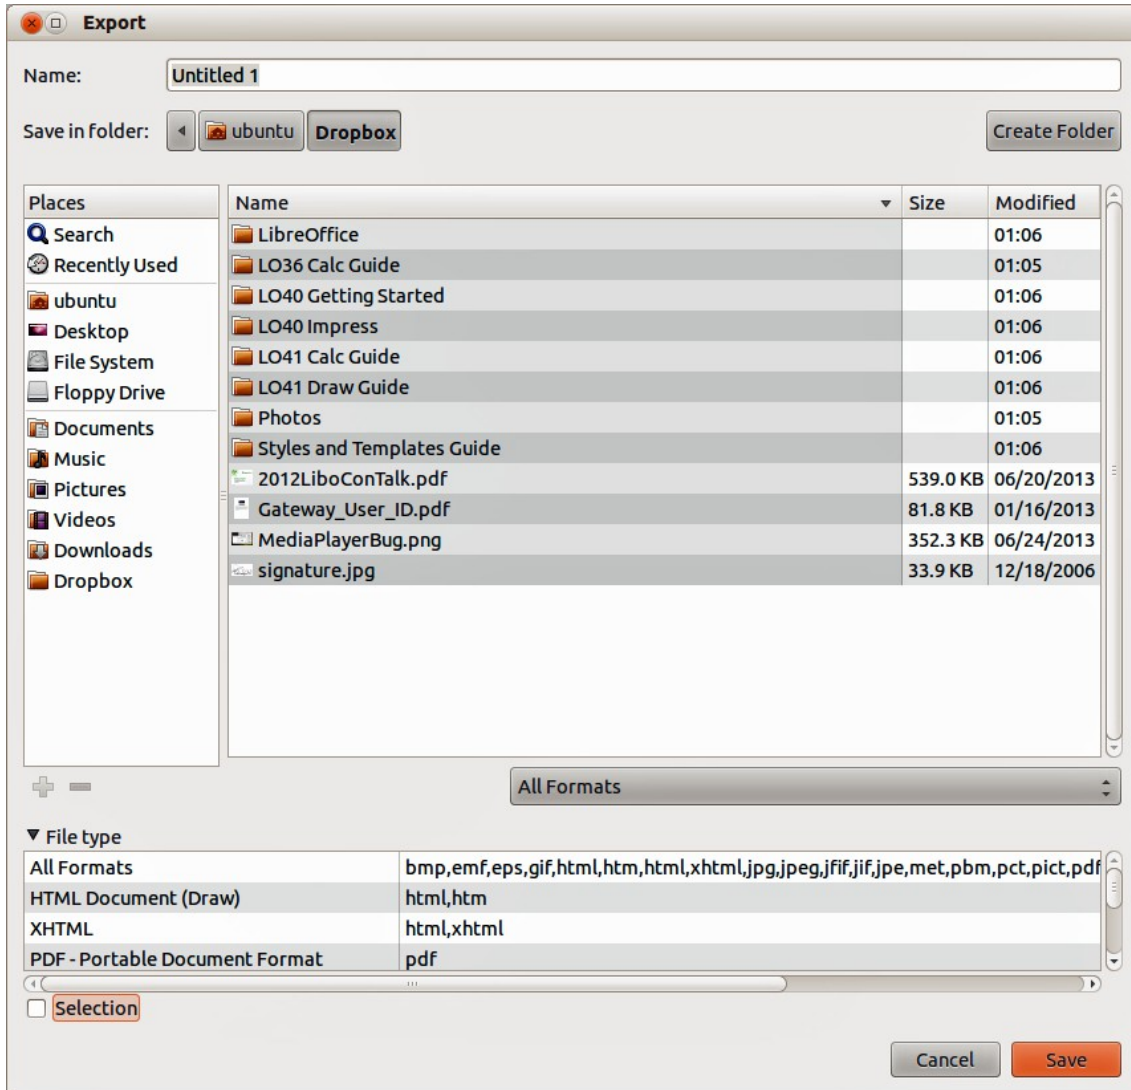 Export
Name: Untitled 1
Save in folder: ubuntu Dropbox Create Folder
Places
Search
Recently Used
ubuntu
Desktop
File System
Floppy Drive
Documents
Music
Pictures
Videos
Downloads
Dropbox
Name Size Modified
LibreOffice 01:06
LO36 Calc Guide 01:05
LO40 Getting Started 01:06
LO40 Impress 01:06
LO41 Calc Guide 01:06
LO41 Draw Guide 01:06
Photos 01:05
Styles and Templates Guide 01:06
2012LiboConTalk.pdf 539.0 KB 06/20/2013
Gateway_User_ID.pdf 81.8 KB 01/16/2013
MediaPlayerBug.png 352.3 KB 06/24/2013
signature.jpg 33.9 KB 12/18/2006
All Formats
File type
All Formats bmp,emf,eps,gif,html,htm,html,xhtml,jpg,jpeg,jfif,jif,jpe,met,pbm,pct,pict,pdf
HTML Document (Draw) html,htm
XHTML html,xhtml
PDF - Portable Document Format pdf
Selection
Cancel Save